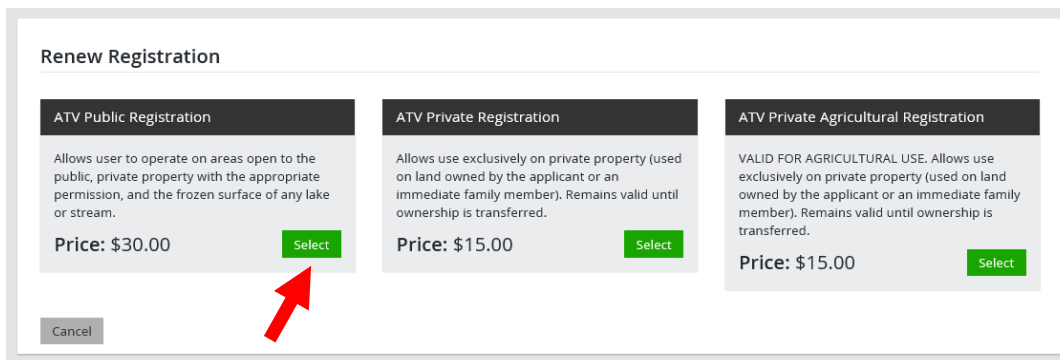 Renew Registration
ATV Public Registration
Allows user to operate on areas open to the
public, private property with the appropriate
permission, and the frozen surface of any lake
or stream.
Price: $30.00
Select
ATV Private Registration
Allows use exclusively on private property (used
on land owned by the applicant or an
immediate family member). Remains valid until
ownership is transferred.
Price: $15.00
Select
ATV Private Agricultural Registration
VALID FOR AGRICULTURAL USE. Allows use
exclusively on private property (used on land
owned by the applicant or an immediate family
member). Remains valid until ownership is
transferred.
Price: $15.00
Select
Cancel